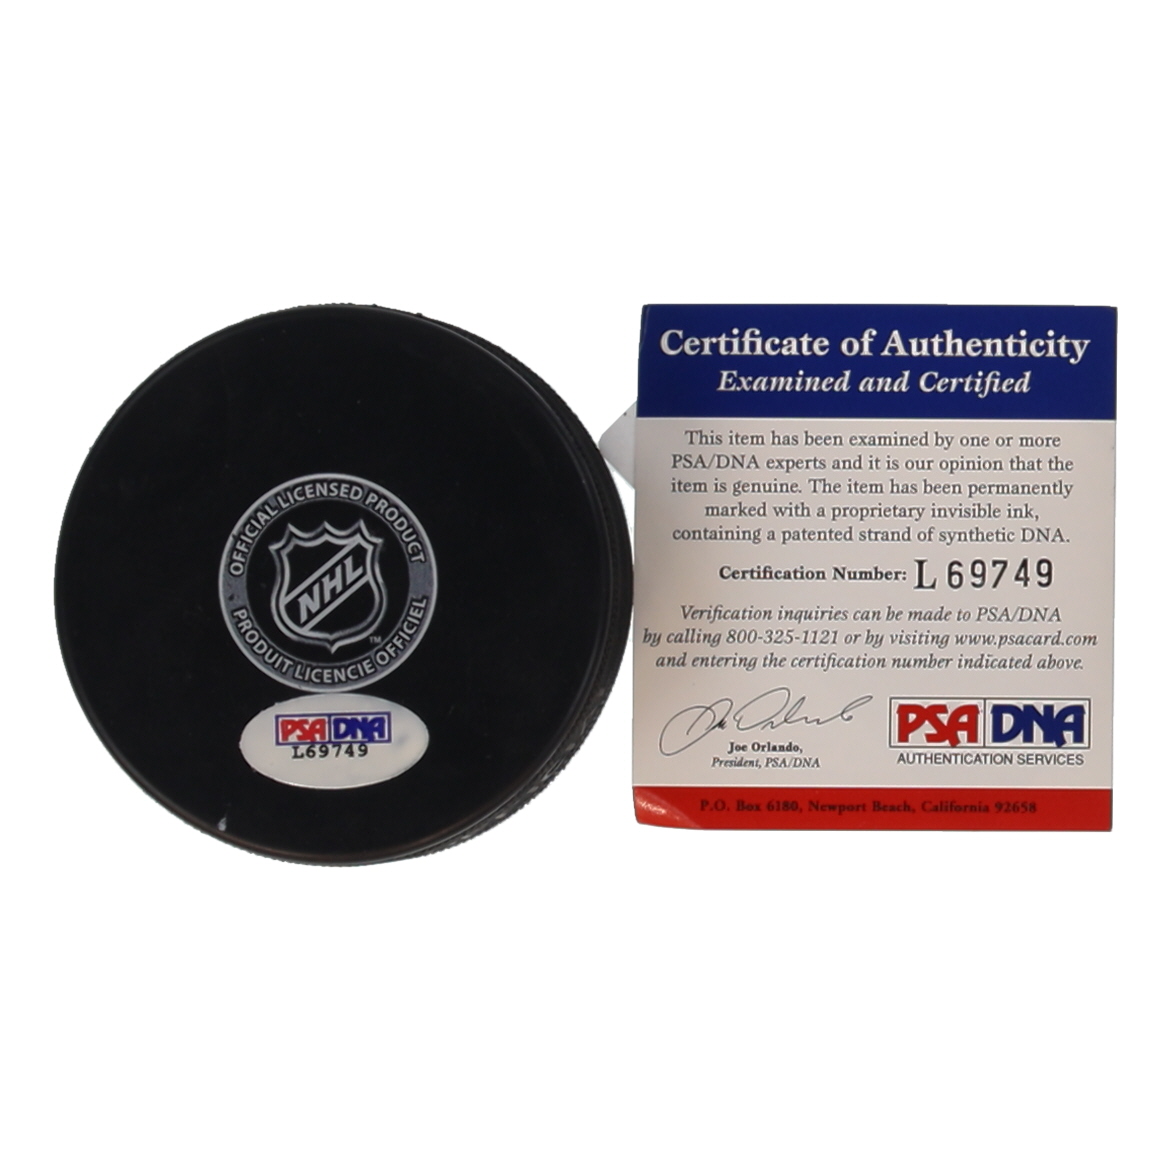 OFFICIAL LICENSED PRODUCT
NHL
TM
PRODUIT LICENCIE OFFICIEL
PSA DNA
L69749
Certificate of Authenticity
Examined and Certified
This item has been examined by one or more
PSA/DNA experts and it is our opinion that the
item is genuine. The item has been permanently
marked with a proprietary invisible ink,
containing a patented strand of synthetic DNA.
Certification Number: L69749
Verification inquiries can be made to PSA/DNA
by calling 800-325-1121 or by visiting www.psacard.com
and entering the certification number indicated above.
Joe Orlando,
President, PSA/DNA
PSA DNA
AUTHENTICATION SERVICES
P.O. Box 6180, Newport Beach, California 92658